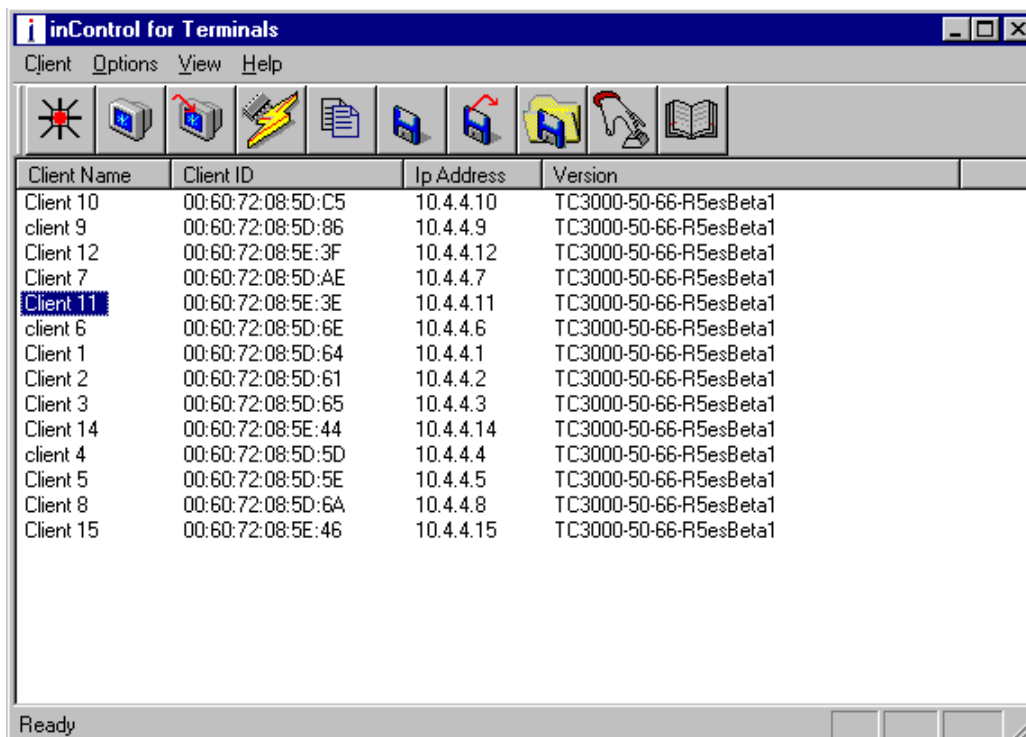 inControl for Terminals
Client Options View Help
Client Name Client ID Ip Address Version
Client 10 00:60:72:08:5D:C5 10.4.4.10 TC3000-50-66-R5esBeta1
client 9 00:60:72:08:5D:86 10.4.4.9 TC3000-50-66-R5esBeta1
Client 12 00:60:72:08:5E:3F 10.4.4.12 TC3000-50-66-R5esBeta1
Client 7 00:60:72:08:5D:AE 10.4.4.7 TC3000-50-66-R5esBeta1
Client 11 00:60:72:08:5E:3E 10.4.4.11 TC3000-50-66-R5esBeta1
client 6 00:60:72:08:5D:6E 10.4.4.6 TC3000-50-66-R5esBeta1
Client 1 00:60:72:08:5D:64 10.4.4.1 TC3000-50-66-R5esBeta1
Client 2 00:60:72:08:5D:61 10.4.4.2 TC3000-50-66-R5esBeta1
Client 3 00:60:72:08:5D:65 10.4.4.3 TC3000-50-66-R5esBeta1
Client 14 00:60:72:08:5E:44 10.4.4.14 TC3000-50-66-R5esBeta1
client 4 00:60:72:08:5D:5D 10.4.4.4 TC3000-50-66-R5esBeta1
Client 5 00:60:72:08:5D:5E 10.4.4.5 TC3000-50-66-R5esBeta1
Client 8 00:60:72:08:5D:6A 10.4.4.8 TC3000-50-66-R5esBeta1
Client 15 00:60:72:08:5E:46 10.4.4.15 TC3000-50-66-R5esBeta1
Ready